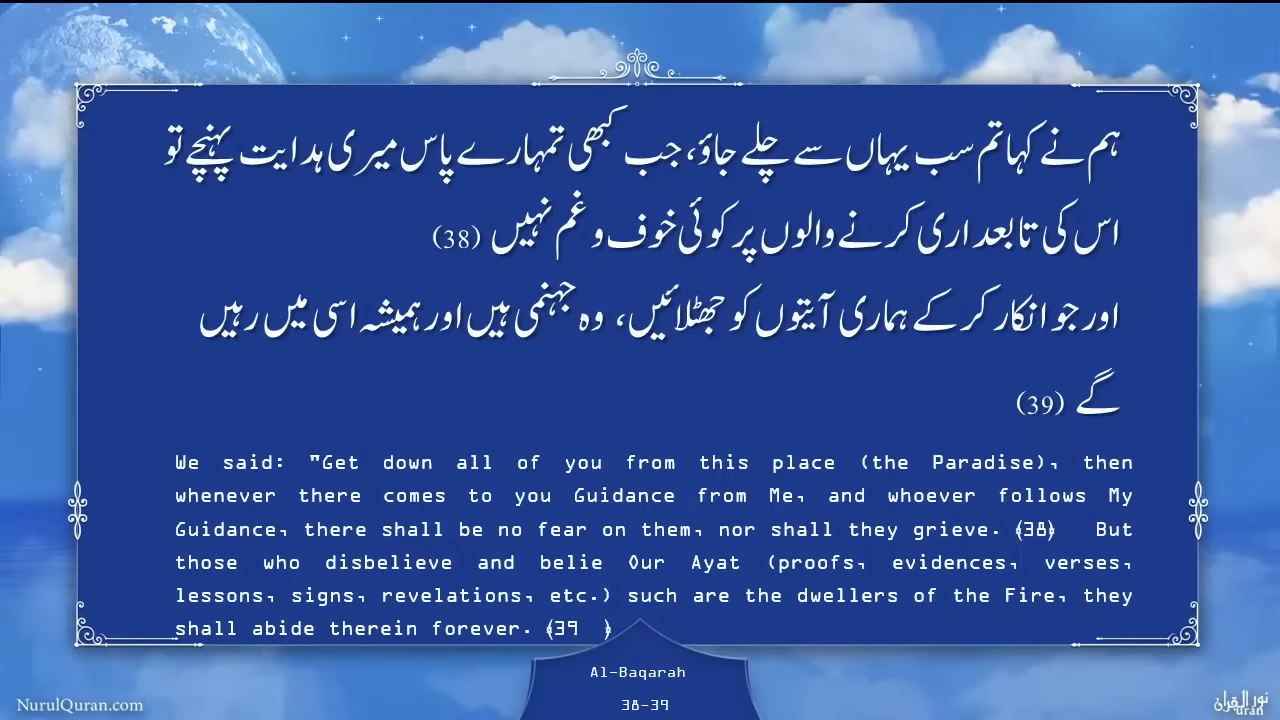 ہم نے کہا تم سب یہاں سے چلے جاؤ، جب کبھی تمہارے پاس میری ہدایت پہنچے تو
اس کی تابعداری کرنے والوں پر کوئی خوف و غم نہیں (38)
اور جو انکار کر کے ہماری آیتوں کو جھٹلائیں، وہ جہنمی ہیں اور ہمیشہ اسی میں رہیں
گے (39)
We said: "Get down all of you from this place (the Paradise), then
whenever there comes to you Guidance from Me, and whoever follows My
Guidance, there shall be no fear on them, nor shall they grieve. ﴾38﴿ But
those who disbelieve and belie Our Ayat (proofs, evidences, verses,
lessons, signs, revelations, etc.) such are the dwellers of the Fire, they
shall abide therein forever. ﴾39 ﴿
Al-Baqarah
38-39
NurulQuran.com
نور القرآن
uran